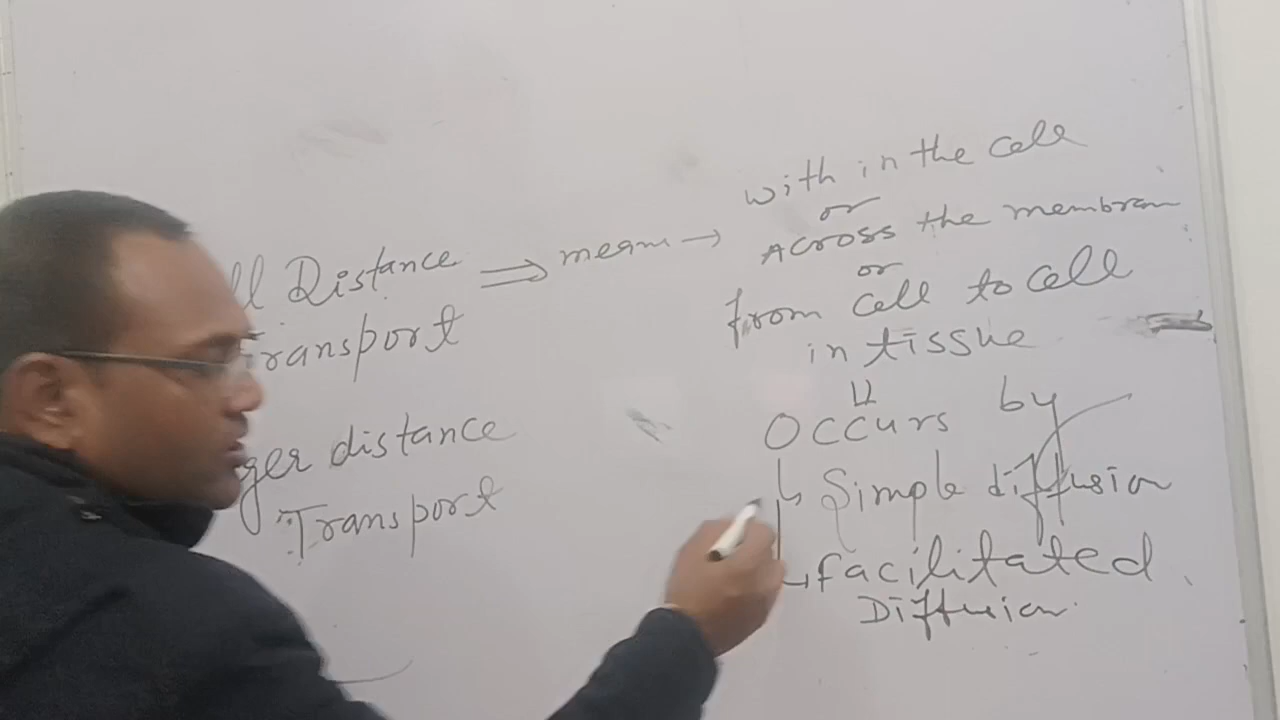 with in the cell
or
Across the membran
or
ll Distance ⇒ mean →
from cell to cell
Transport
in tissue
Occurs by
ger distance
Simple diffusion
Transport
facilitated
Diffusion